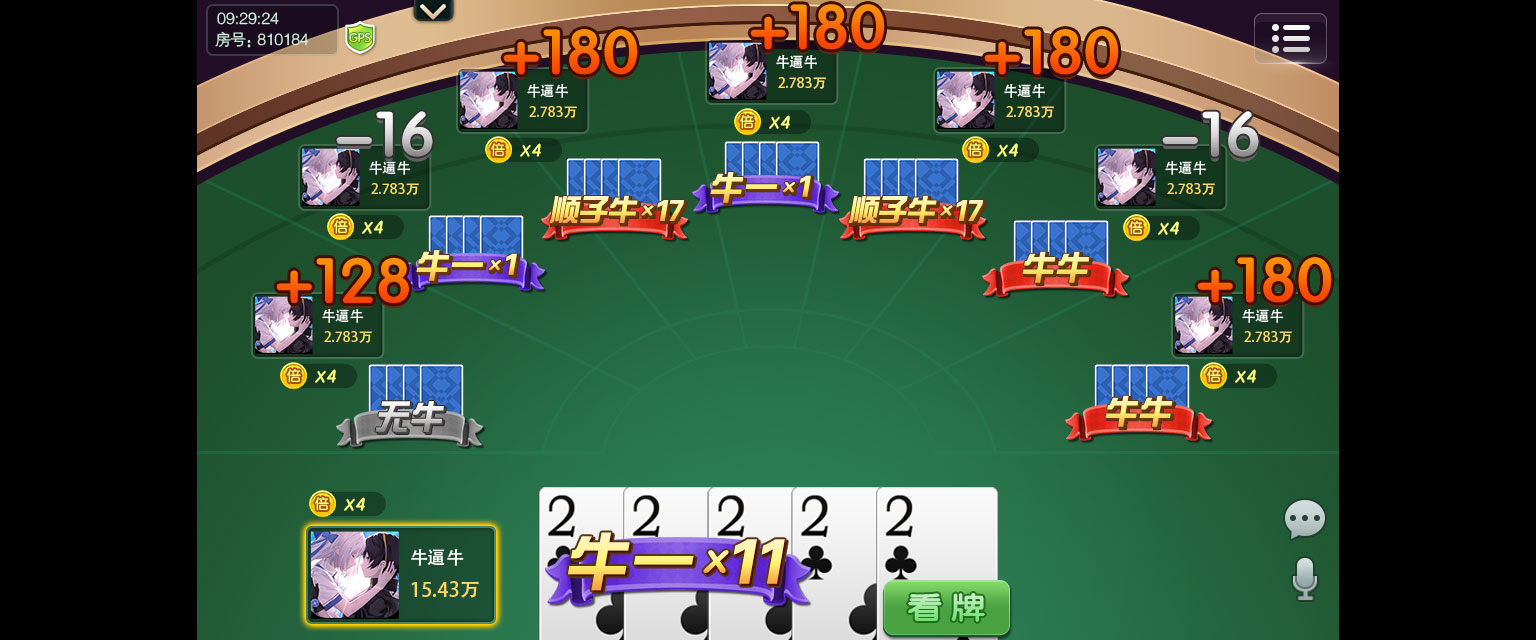 09:29:24
房号: 810184
GPS
+180
牛逼牛
2.783万
倍 X4
牛一×1
+180
牛逼牛
2.783万
倍 X4
顺子牛×17
+180
牛逼牛
2.783万
倍 X4
顺子牛×17
-16
牛逼牛
2.783万
倍 X4
牛一×1
-16
牛逼牛
2.783万
倍 X4
牛牛
+128
牛逼牛
2.783万
倍 X4
无牛
+180
牛逼牛
2.783万
倍 X4
牛牛
倍 X4
牛逼牛
15.43万
2 2 2 2 2
牛一×11
看牌